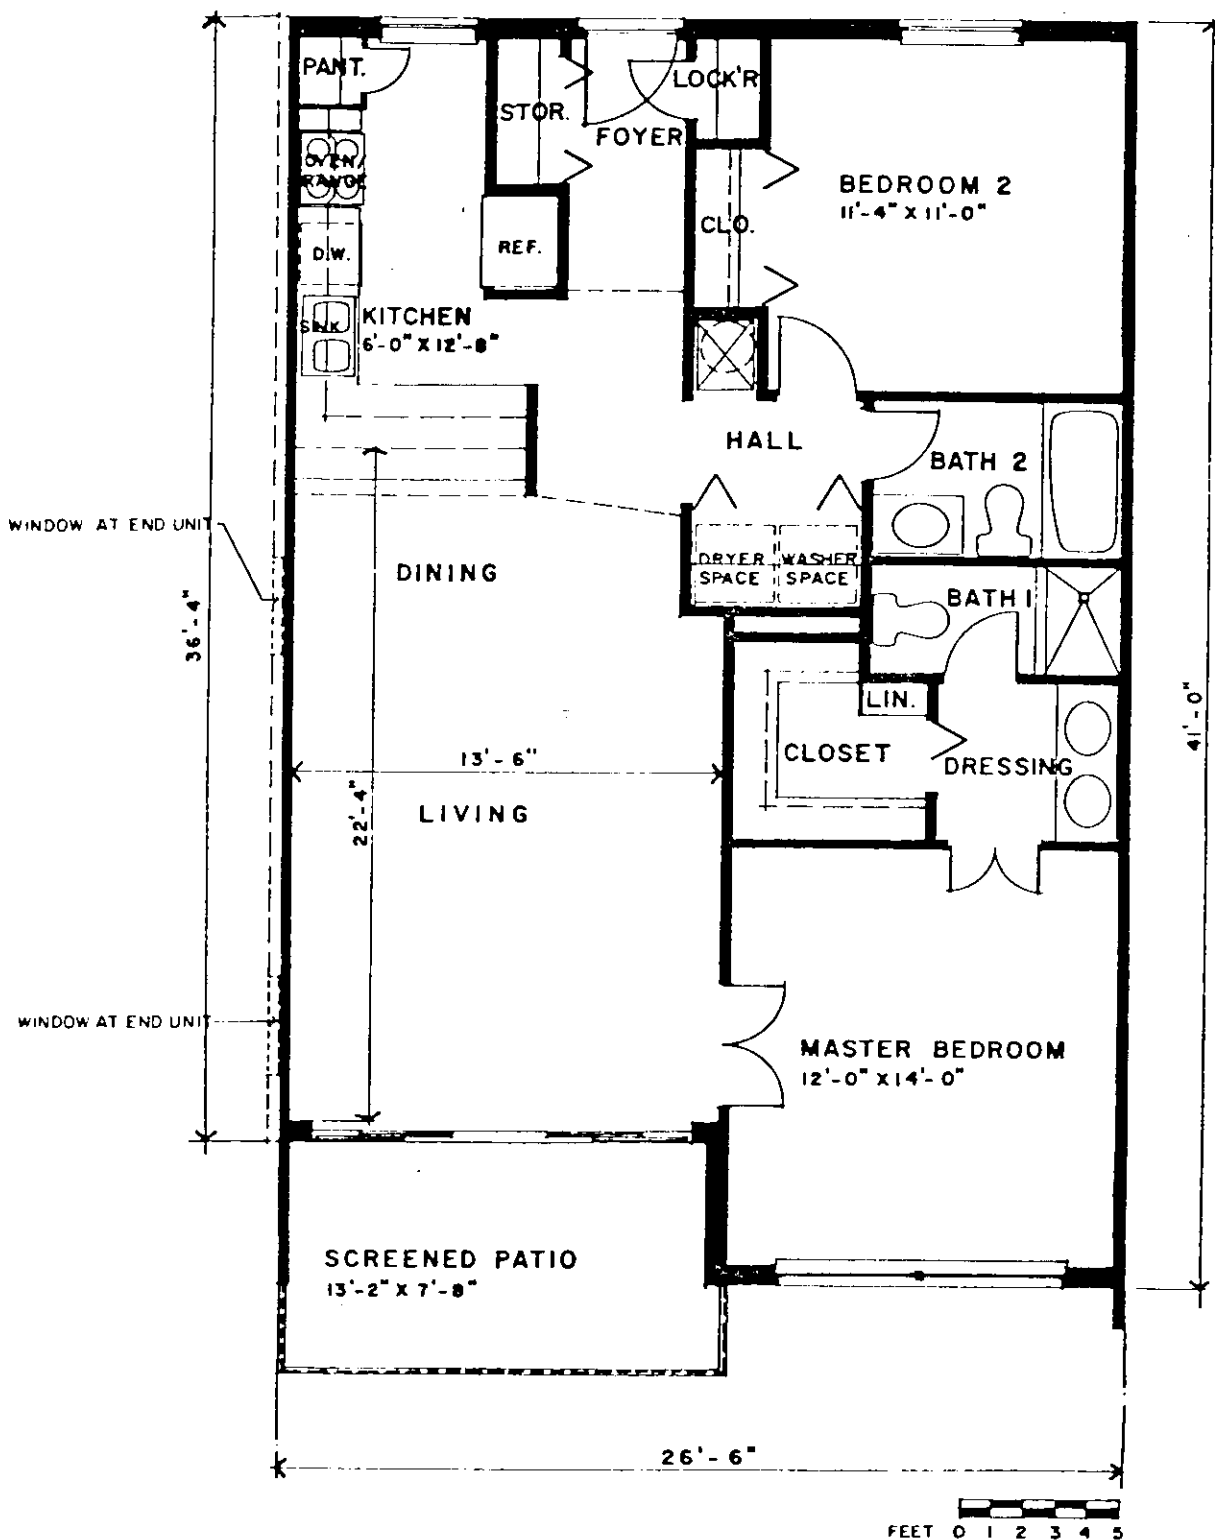 PANT.
STOR.
LOCK'R
FOYER
OVEN/
RANGE
BEDROOM 2
11'-4" X 11'-0"
CLO.
D.W.
REF.
SINK
KITCHEN
6'-0" X 12'-8"
HALL
BATH 2
WINDOW AT END UNIT
DINING
DRYER
SPACE
WASHER
SPACE
BATH 1
36'-4"
LIN.
41'-0"
13'-6"
CLOSET
DRESSING
22'-4"
LIVING
WINDOW AT END UNIT
MASTER BEDROOM
12'-0" X 14'-0"
SCREENED PATIO
13'-2" X 7'-8"
26'-6"
FEET 0 1 2 3 4 5